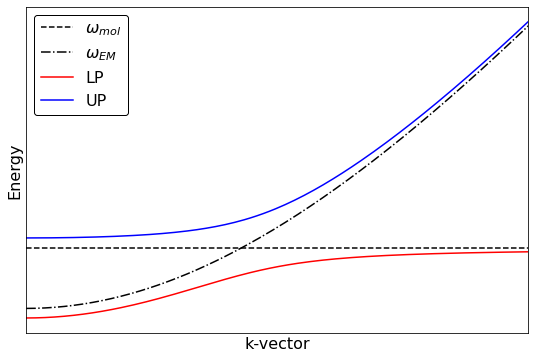 ω_mol
ω_EM
LP
UP
Energy
k-vector